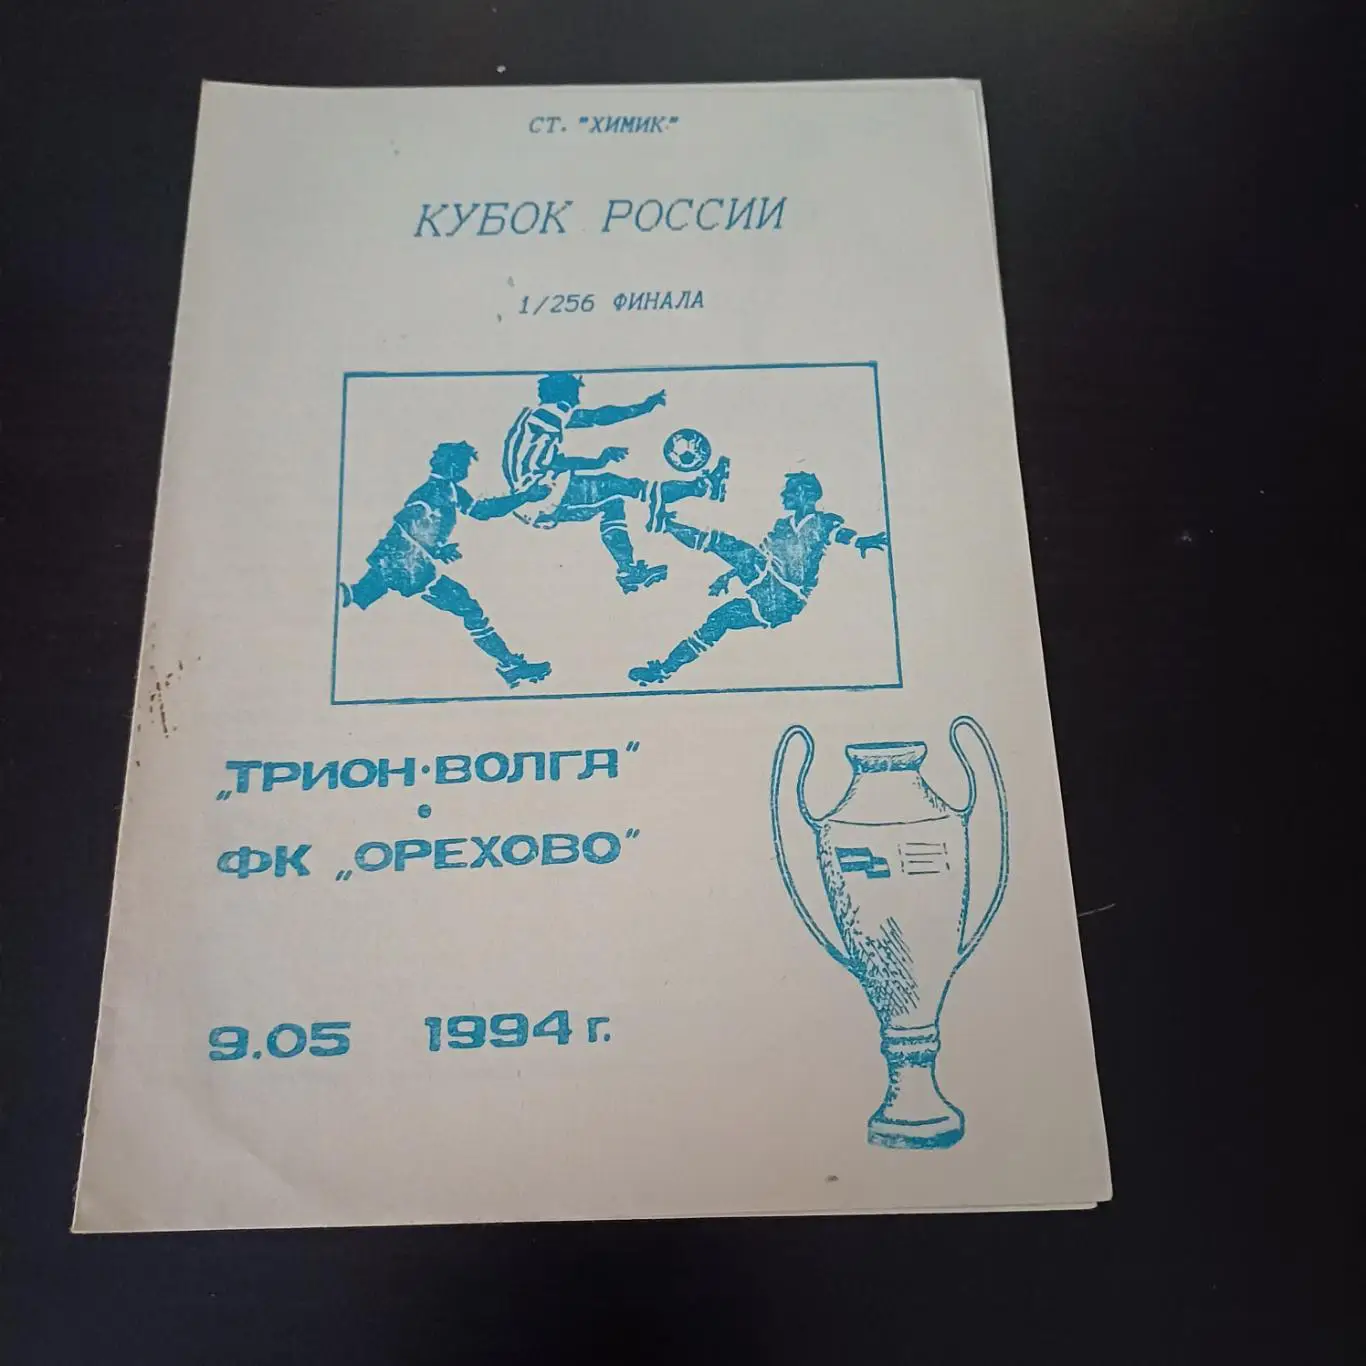 СТ. "ХИМИК"
КУБОК РОССИИ
1/256 ФИНАЛА
„ТРИОН·ВОЛГА"
•
ФК „ОРЕХОВО"
9.05 1994 г.